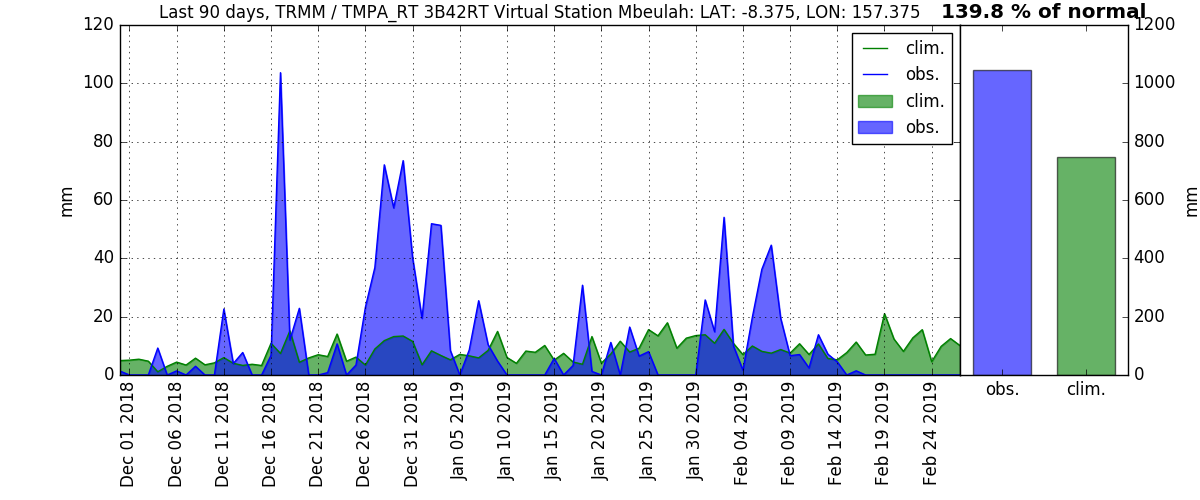 Last 90 days, TRMM / TMPA_RT 3B42RT Virtual Station Mbeulah: LAT: -8.375, LON: 157.375
139.8 % of normal
120
100
80
60
40
20
0
mm
clim.
obs.
clim.
obs.
1200
1000
800
600
400
200
0
mm
Dec 01 2018
Dec 06 2018
Dec 11 2018
Dec 16 2018
Dec 21 2018
Dec 26 2018
Dec 31 2018
Jan 05 2019
Jan 10 2019
Jan 15 2019
Jan 20 2019
Jan 25 2019
Jan 30 2019
Feb 04 2019
Feb 09 2019
Feb 14 2019
Feb 19 2019
Feb 24 2019
obs.
clim.